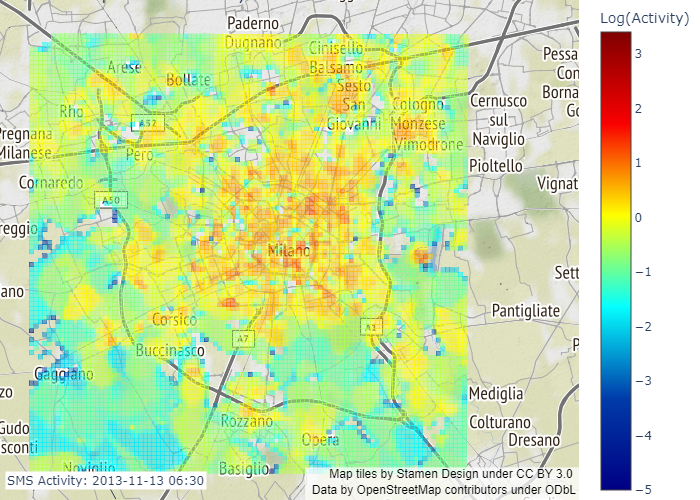 Log(Activity)
Paderno
Dugnano
Cinisello
Balsamo
Arese
Bollate
Sesto
San
Giovanni
Rho
A52
Cologno
Monzese
Vimodrone
Cernusco
sul
Naviglio
Pessa
Con
Borna
Go
Pregnana
Milanese
Pero
Pioltello
Cornaredo
A50
Vignat
reggio
Milano
Sett
ano
Pantigliate
Corsico
A7
A1
Buccinasco
P
Gaggiano
zo
Mediglia
Rozzano
Colturano
Gudo
sconti
Opera
Dresano
Noviglio
Basiglio
SMS Activity: 2013-11-13 06:30
Map tiles by Stamen Design under CC BY 3.0
Data by OpenStreetMap contributors under ODbL
3
2
1
0
−1
−2
−3
−4
−5